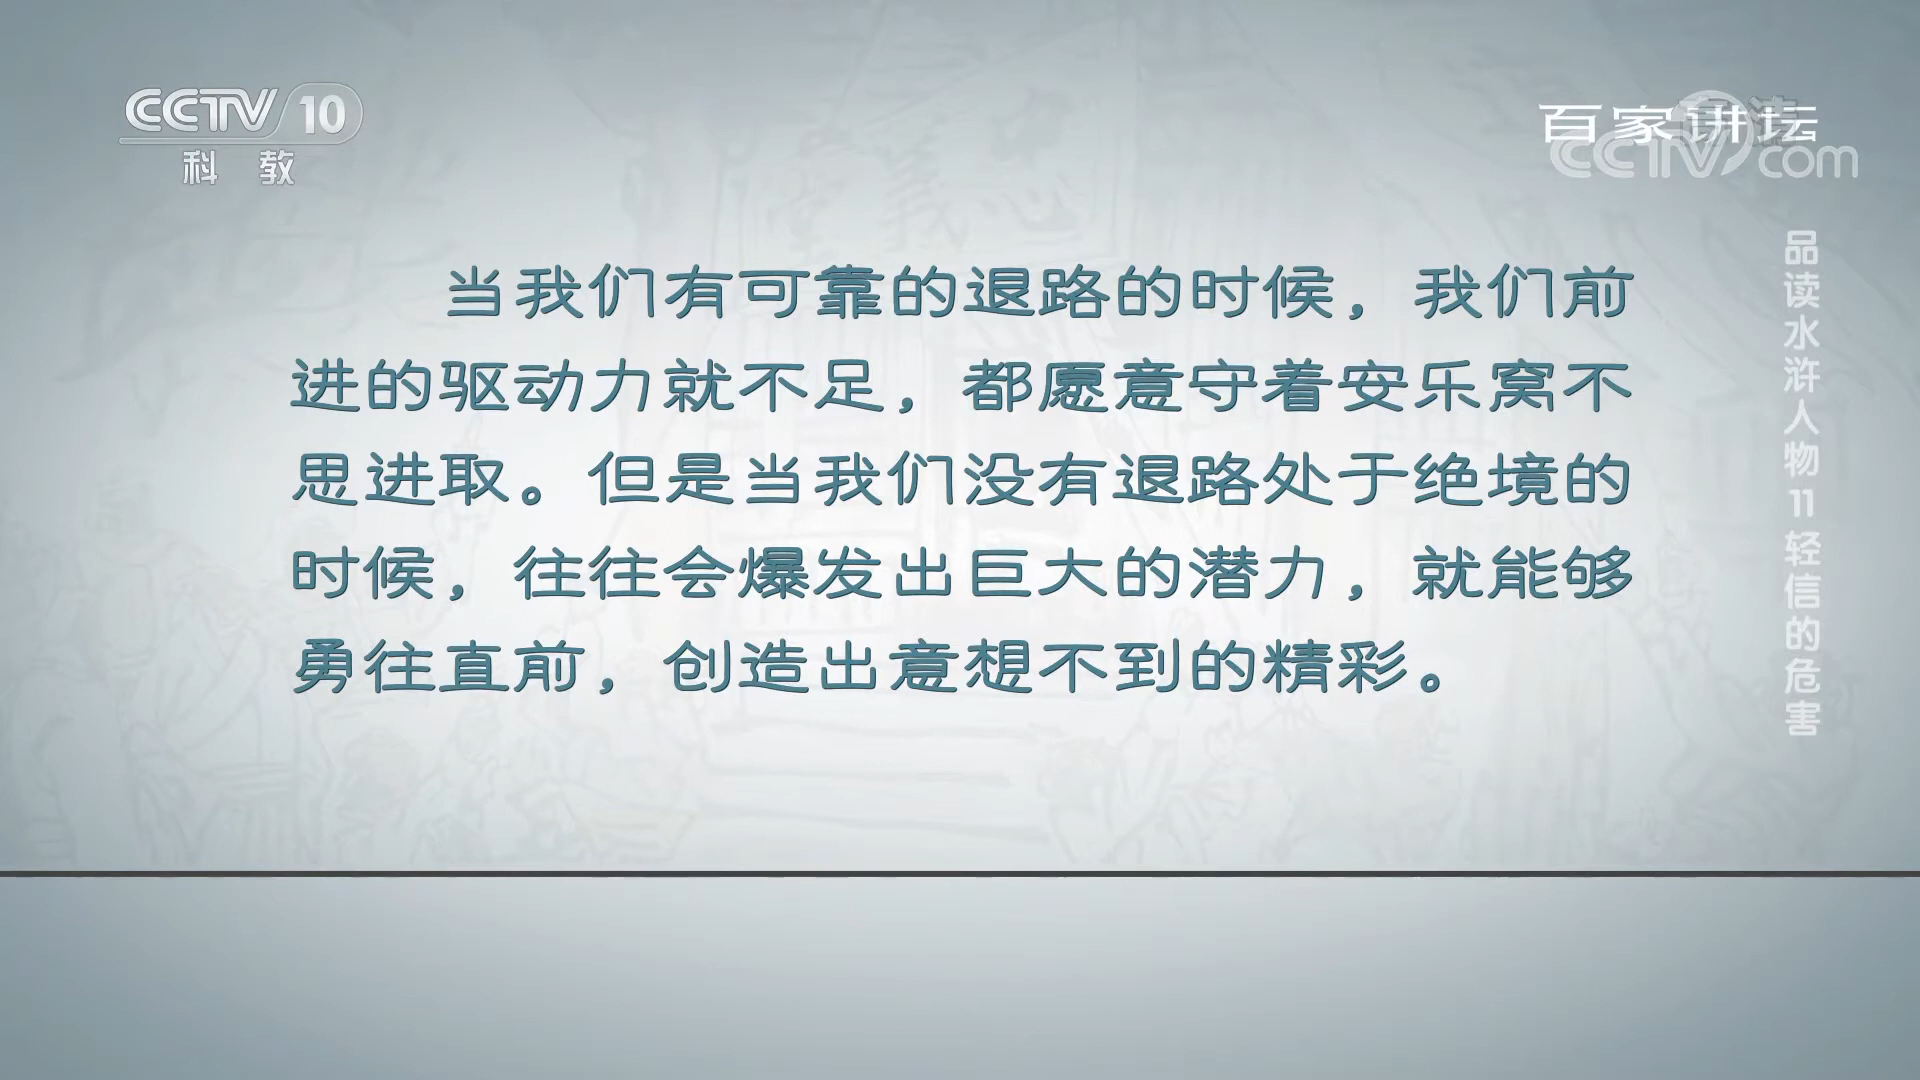 CCTV 10
科教
百家讲坛
CCTV.com
当我们有可靠的退路的时候，我们前
进的驱动力就不足，都愿意守着安乐窝不
思进取。但是当我们没有退路处于绝境的
时候，往往会爆发出巨大的潜力，就能够
勇往直前，创造出意想不到的精彩。
品读水浒人物11 轻信的危害